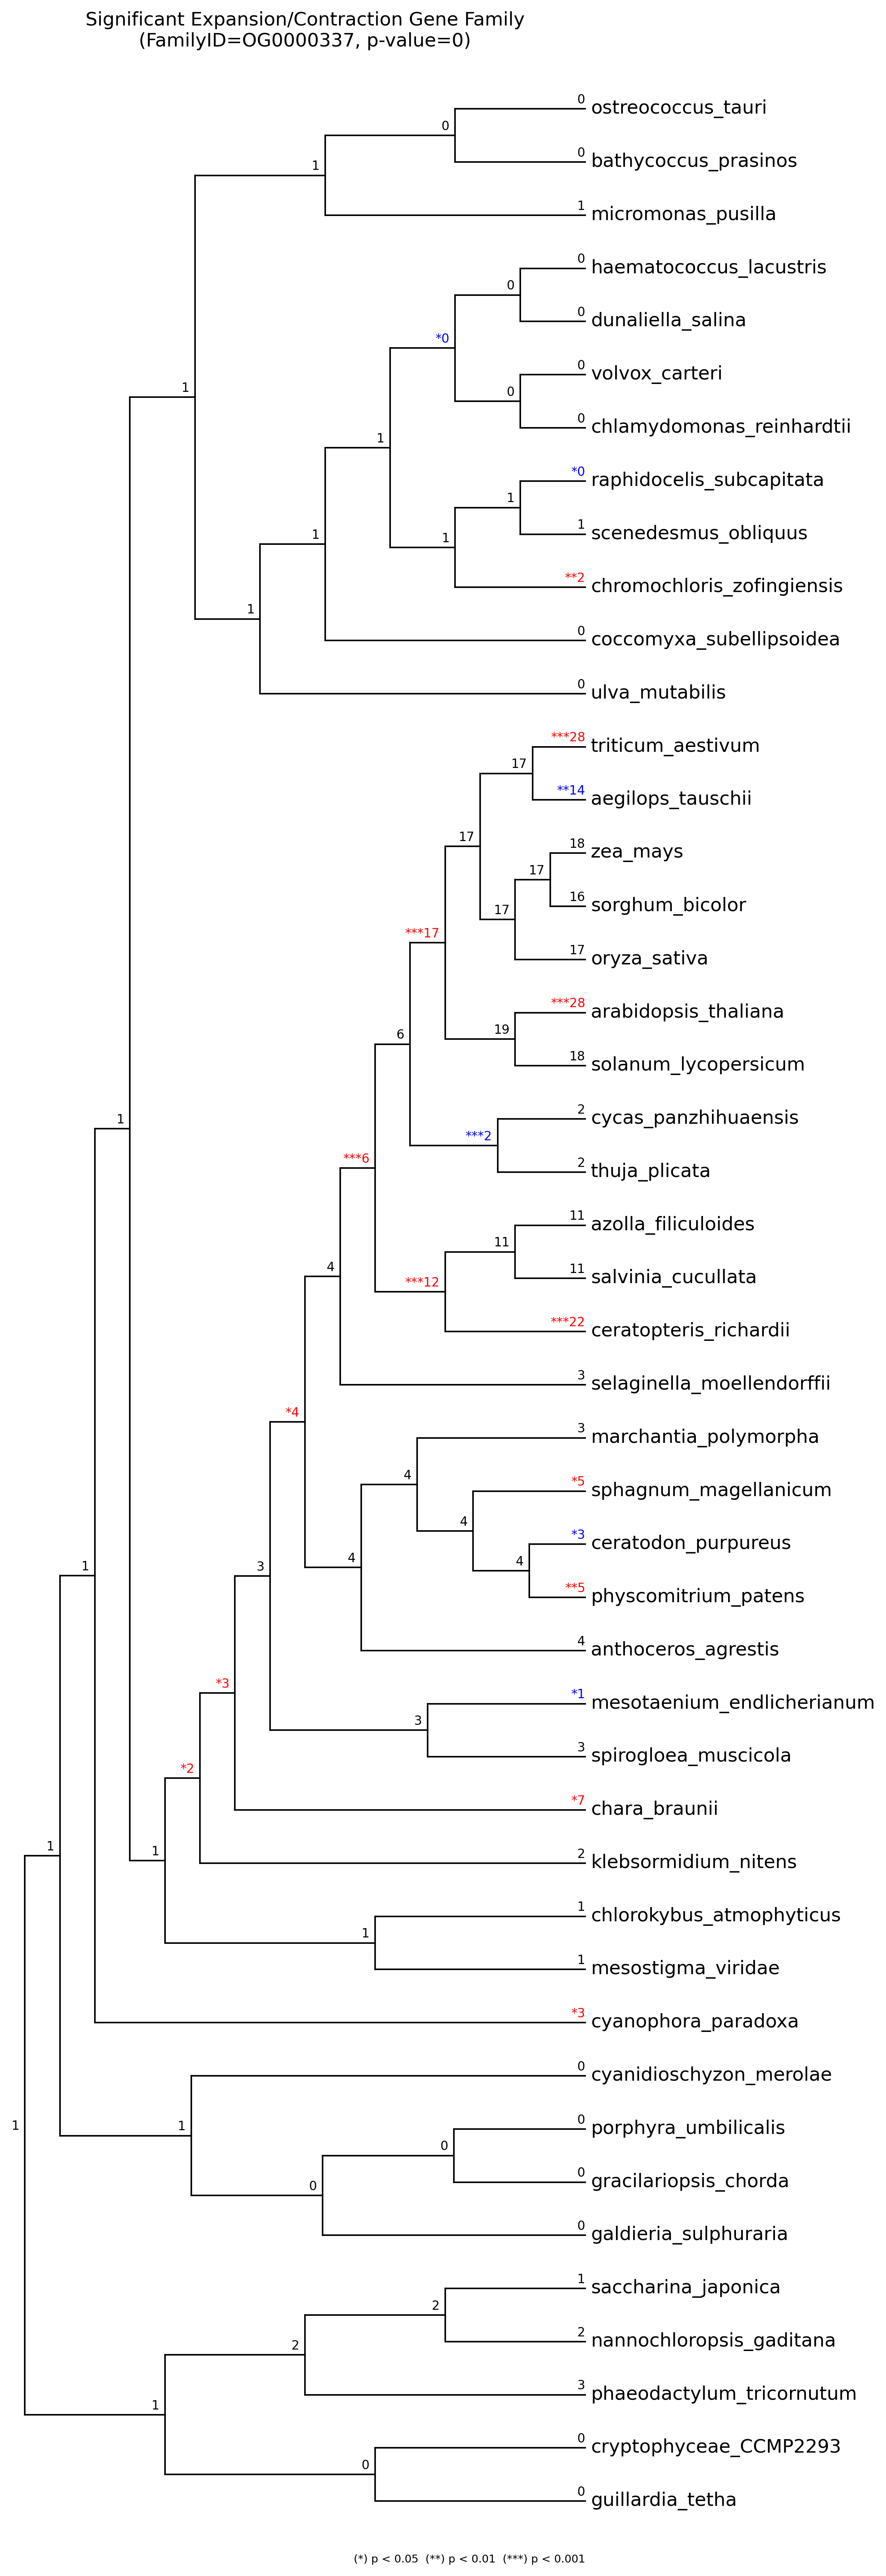 Significant Expansion/Contraction Gene Family
(FamilyID=OG0000337, p-value=0)
0
ostreococcus_tauri
0
0
bathycoccus_prasinos
1
1
micromonas_pusilla
0
haematococcus_lacustris
0
0
dunaliella_salina
*0
0
volvox_carteri
0
0
chlamydomonas_reinhardtii
1
1
*0
raphidocelis_subcapitata
1
1
scenedesmus_obliquus
1
1
**2
chromochloris_zofingiensis
1
0
coccomyxa_subellipsoidea
0
ulva_mutabilis
***28
triticum_aestivum
17
**14
aegilops_tauschii
17
18
zea_mays
17
16
sorghum_bicolor
17
***17
17
oryza_sativa
***28
arabidopsis_thaliana
19
6
18
solanum_lycopersicum
2
cycas_panzhihuaensis
1
***2
***6
2
thuja_plicata
11
azolla_filiculoides
11
4
11
salvinia_cucullata
***12
***22
ceratopteris_richardii
3
selaginella_moellendorffii
*4
3
marchantia_polymorpha
4
*5
sphagnum_magellanicum
4
*3
ceratodon_purpureus
4
4
1
3
**5
physcomitrium_patens
4
anthoceros_agrestis
*3
*1
mesotaenium_endlicherianum
3
3
spirogloea_muscicola
*2
*7
chara_braunii
1
1
2
klebsormidium_nitens
1
chlorokybus_atmophyticus
1
1
mesostigma_viridae
*3
cyanophora_paradoxa
0
cyanidioschyzon_merolae
1
1
0
porphyra_umbilicalis
0
0
gracilariopsis_chorda
0
0
galdieria_sulphuraria
1
saccharina_japonica
2
2
nannochloropsis_gaditana
2
3
phaeodactylum_tricornutum
1
0
cryptophyceae_CCMP2293
0
0
guillardia_tetha
(*) p < 0.05 (**) p < 0.01 (***) p < 0.001